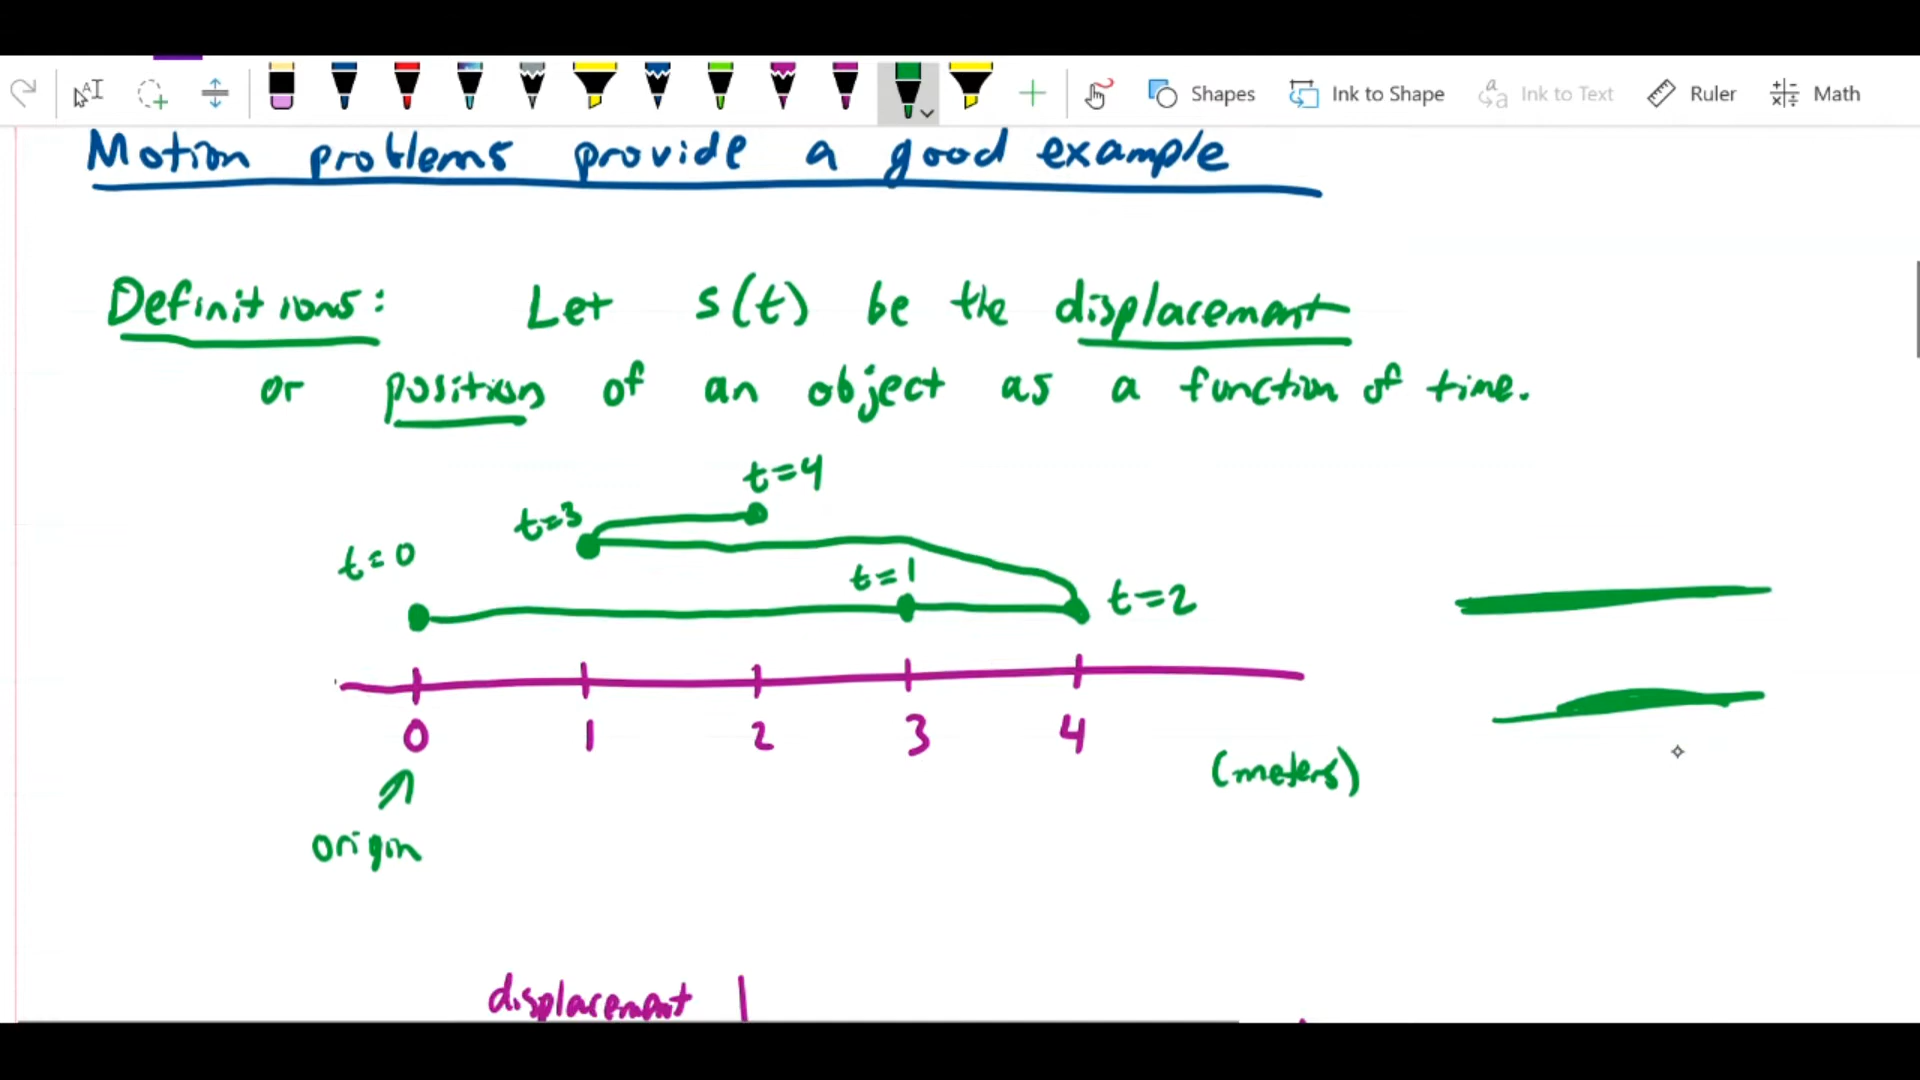 Shapes Ink to Shape Ink to Text Ruler Math
Motion problems provide a good example
Definitions: Let s(t) be the displacement
or position of an object as a function of time.
t=4
t=3
t=0
t=1
t=2
0 1 2 3 4
(meters)
origin
displacement